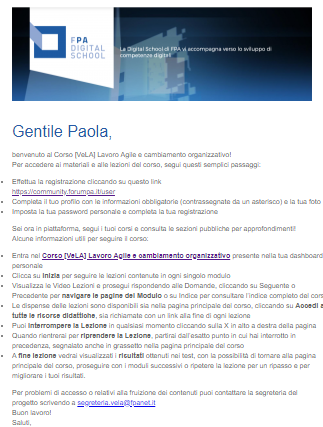 FPA
DIGITAL
SCHOOL
La Digital School di FPA vi accompagna verso lo sviluppo di
competenze digitali
Gentile Paola,
benvenuto al Corso [VeLA] Lavoro Agile e cambiamento organizzativo!
Per accedere ai materiali e alle lezioni del corso, segui questi semplici passaggi:
Effettua la registrazione cliccando su questo link
https://community.forumpa.it/user
Completa il tuo profilo con le informazioni obbligatorie (contrassegnate da un asterisco) e la tua foto
Imposta la tua password personale e completa la tua registrazione
Sei ora in piattaforma, segui i tuoi corsi e consulta le sezioni pubbliche per approfondimenti!
Alcune informazioni utili per seguire il corso:
Entra nel Corso [VeLA] Lavoro Agile e cambiamento organizzativo presente nella tua dashboard
personale
Clicca su Inizia per seguire le lezioni contenute in ogni singolo modulo
Visualizza le Video Lezioni e prosegui rispondendo alle Domande, cliccando su Seguente o
Precedente per navigare le pagine del Modulo o su Indice per consultare l'indice completo del cors
Le dispense delle lezioni sono disponibili sia nella pagina principale del corso, cliccando su Accedi a
tutte le risorse didattiche, sia richiamate con un link alla fine di ogni lezione
Puoi Interrompere la Lezione in qualsiasi momento cliccando sulla X in alto a destra della pagina
Quando rientrerai per riprendere la Lezione, partirai dall'esatto punto in cui hai interrotto in
precedenza, segnalato anche in grassetto nella pagina principale del corso
A fine lezione vedrai visualizzati i risultati ottenuti nei test, con la possibilità di tornare alla pagina
principale del corso, proseguire con i moduli successivi o ripetere la lezione per un ripasso e per
migliorare i tuoi risultati.
Per problemi di accesso o relativi alla fruizione dei contenuti puoi contattare la segreteria del
progetto scrivendo a segreteria.vela@fpanet.it
Buon lavoro!
Saluti,